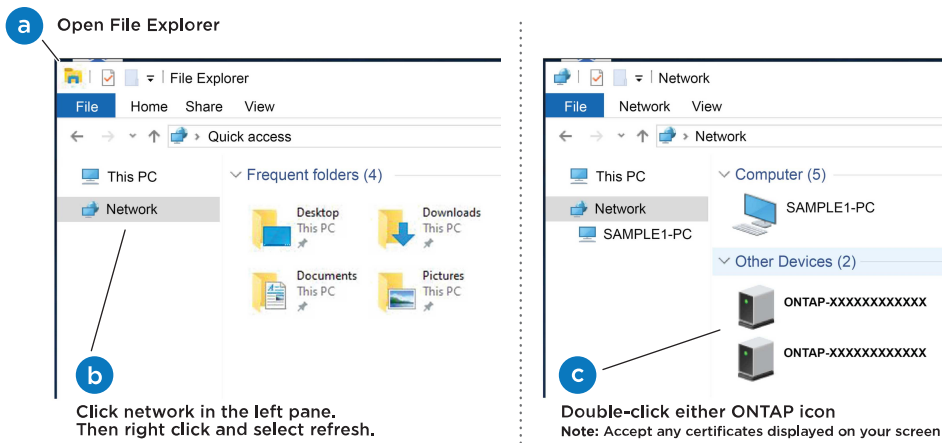 a
Open File Explorer
File Explorer
File Home Share View
Quick access
This PC
Network
Frequent folders (4)
Desktop
This PC
Downloads
This PC
Documents
This PC
Pictures
This PC
b
Click network in the left pane.
Then right click and select refresh.
Network
File Network View
Network
This PC
Network
SAMPLE1-PC
Computer (5)
SAMPLE1-PC
Other Devices (2)
ONTAP-XXXXXXXXXXXX
ONTAP-XXXXXXXXXXXX
c
Double-click either ONTAP icon
Note: Accept any certificates displayed on your screen